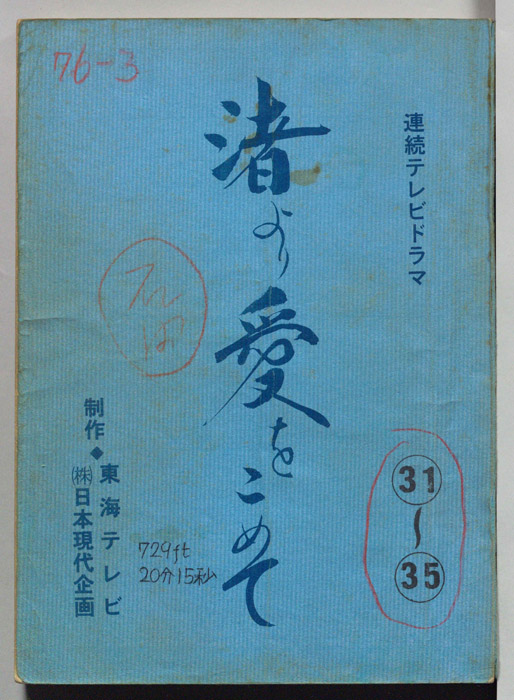 76-3
連続テレビドラマ
渚より愛をこめて
㉛
〜
㉟
石田
制作◆東海テレビ
㈱日本現代企画
729ft
20分15秒